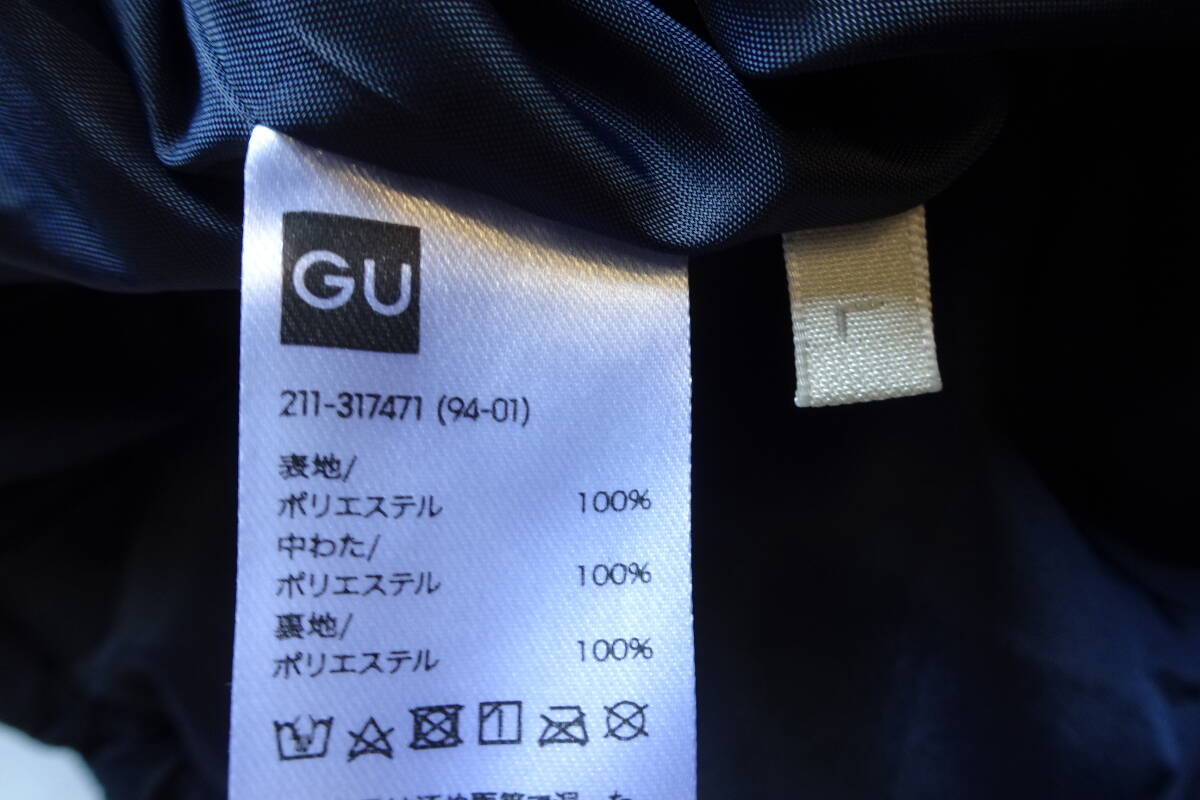 GU
211-317471 (94-01)
表地/
ポリエステル 100%
中わた/
ポリエステル 100%
裏地/
ポリエステル 100%
L